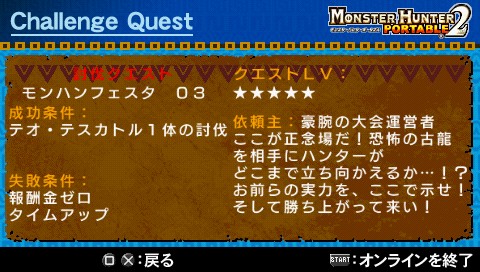 Challenge Quest
MONSTER HUNTER
PORTABLE 2
討伐クエスト
モンハンフェスタ　０３
成功条件：
テオ・テスカトル１体の討伐
失敗条件：
報酬金ゼロ
タイムアップ
クエストＬＶ：
★★★★★
依頼主：豪腕の大会運営者
ここが正念場だ！恐怖の古龍
を相手にハンターが
どこまで立ち向かえるか…！？
お前らの実力を、ここで示せ！
そして勝ち上がって来い！
□ ×:戻る
START:オンラインを終了